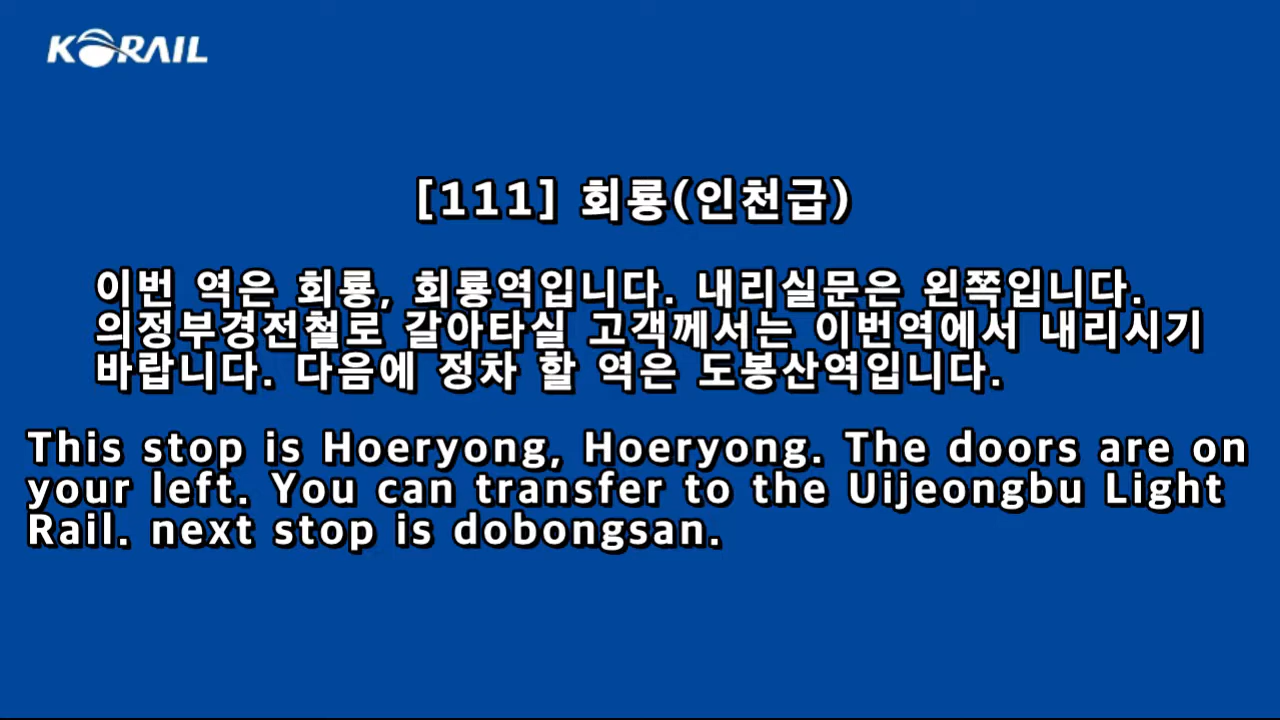 KORAIL
[111] 회룡(인천급)
이번 역은 회룡, 회룡역입니다. 내리실문은 왼쪽입니다.
의정부경전철로 갈아타실 고객께서는 이번역에서 내리시기
바랍니다. 다음에 정차 할 역은 도봉산역입니다.
This stop is Hoeryong, Hoeryong. The doors are on
your left. You can transfer to the Uijeongbu Light
Rail. next stop is dobongsan.